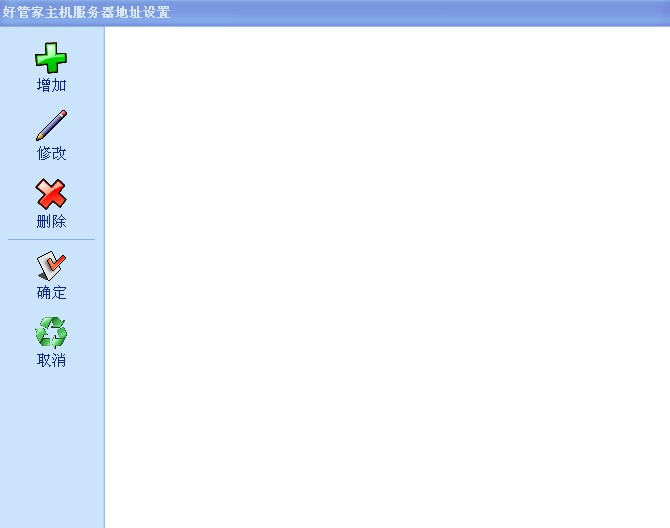 好管家主机服务器地址设置
增加
修改
删除
确定
取消